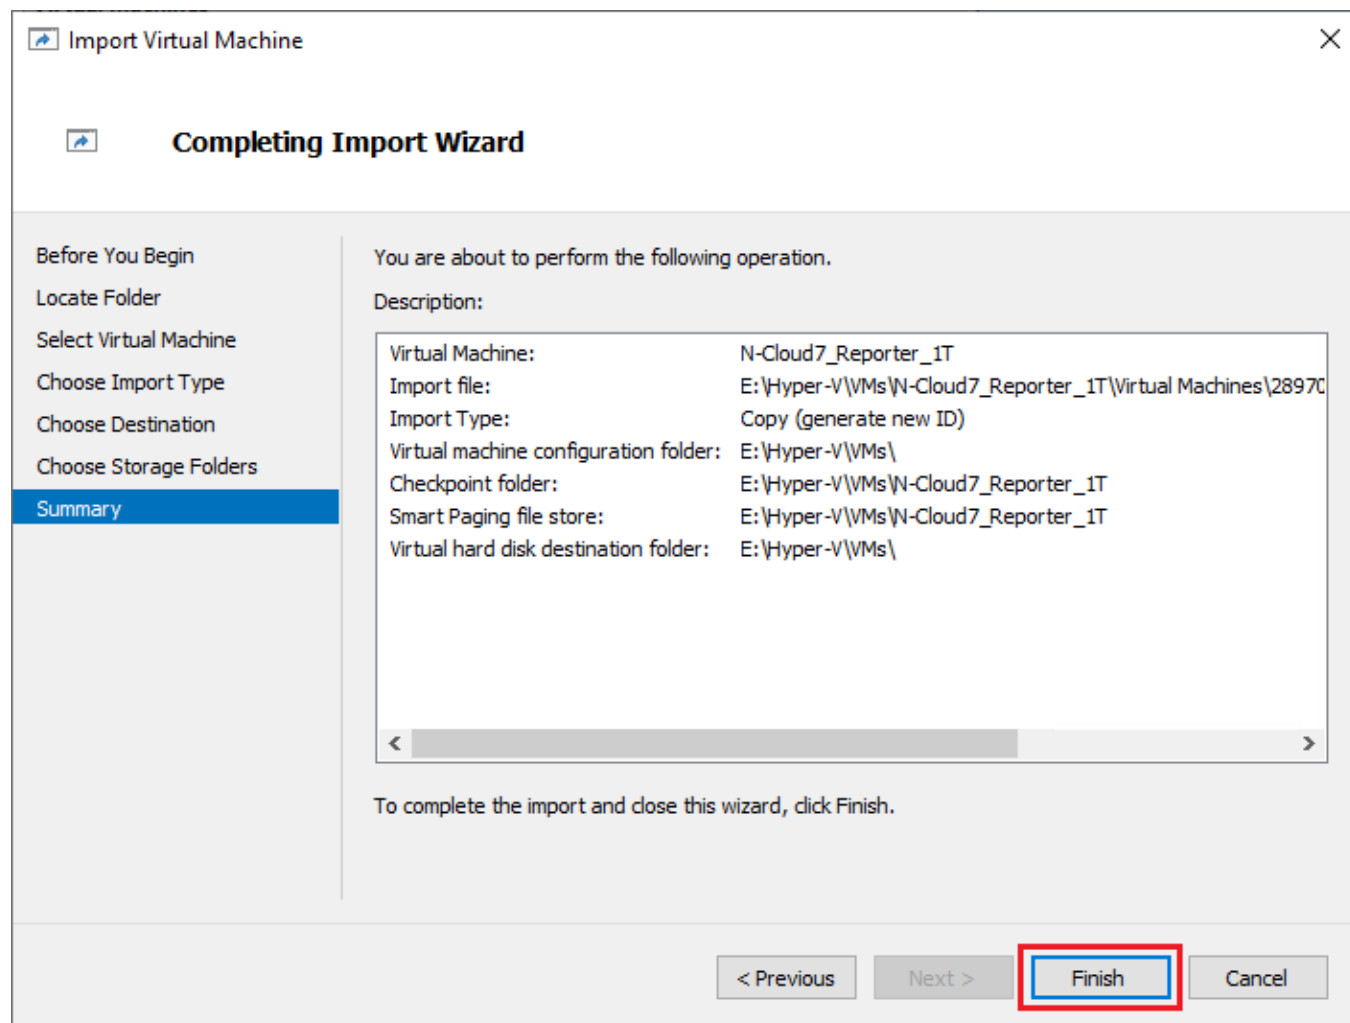 Import Virtual Machine
Completing Import Wizard
Before You Begin
Locate Folder
Select Virtual Machine
Choose Import Type
Choose Destination
Choose Storage Folders
Summary
You are about to perform the following operation.
Description:
Virtual Machine: N-Cloud7_Reporter_1T
Import file: E:\Hyper-V\VMs\N-Cloud7_Reporter_1T\Virtual Machines\28970
Import Type: Copy (generate new ID)
Virtual machine configuration folder: E:\Hyper-V\VMs\
Checkpoint folder: E:\Hyper-V\VMs\N-Cloud7_Reporter_1T
Smart Paging file store: E:\Hyper-V\VMs\N-Cloud7_Reporter_1T
Virtual hard disk destination folder: E:\Hyper-V\VMs\
To complete the import and close this wizard, click Finish.
< Previous
Next >
Finish
Cancel